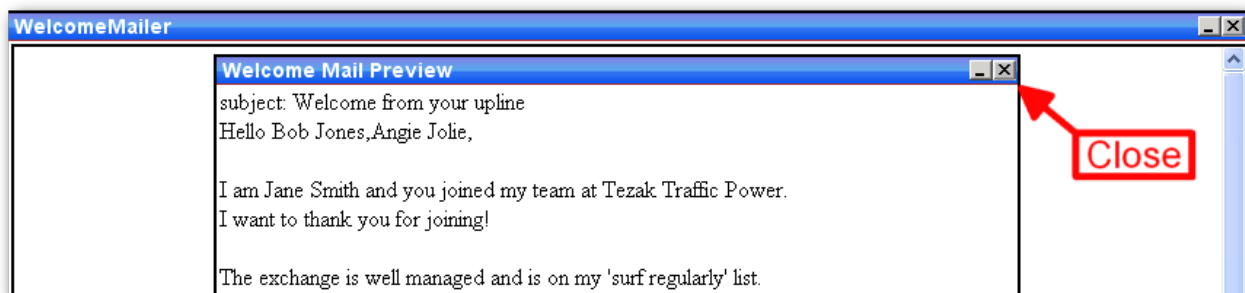 WelcomeMailer
Welcome Mail Preview
subject: Welcome from your upline
Hello Bob Jones,Angie Jolie,
Close
I am Jane Smith and you joined my team at Tezak Traffic Power.
I want to thank you for joining!
The exchange is well managed and is on my 'surf regularly' list.